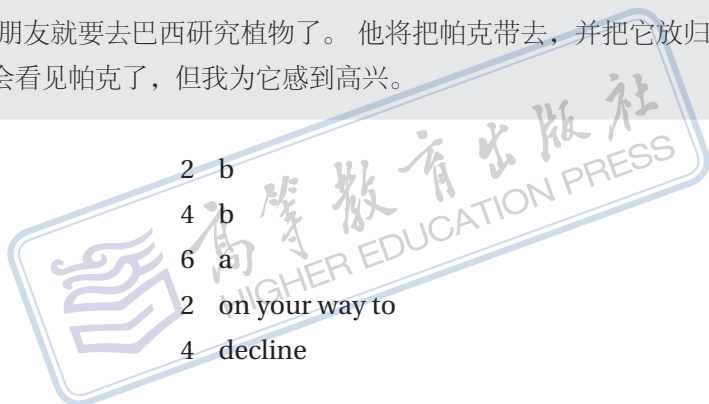 朋友就要去巴西研究植物了。 他将把帕克带去，并把它放归
会看见帕克了，但我为它感到高兴。
2 b
4 b
6 a
2 on your way to
4 decline
高等教育出版社
HIGHER EDUCATION PRESS